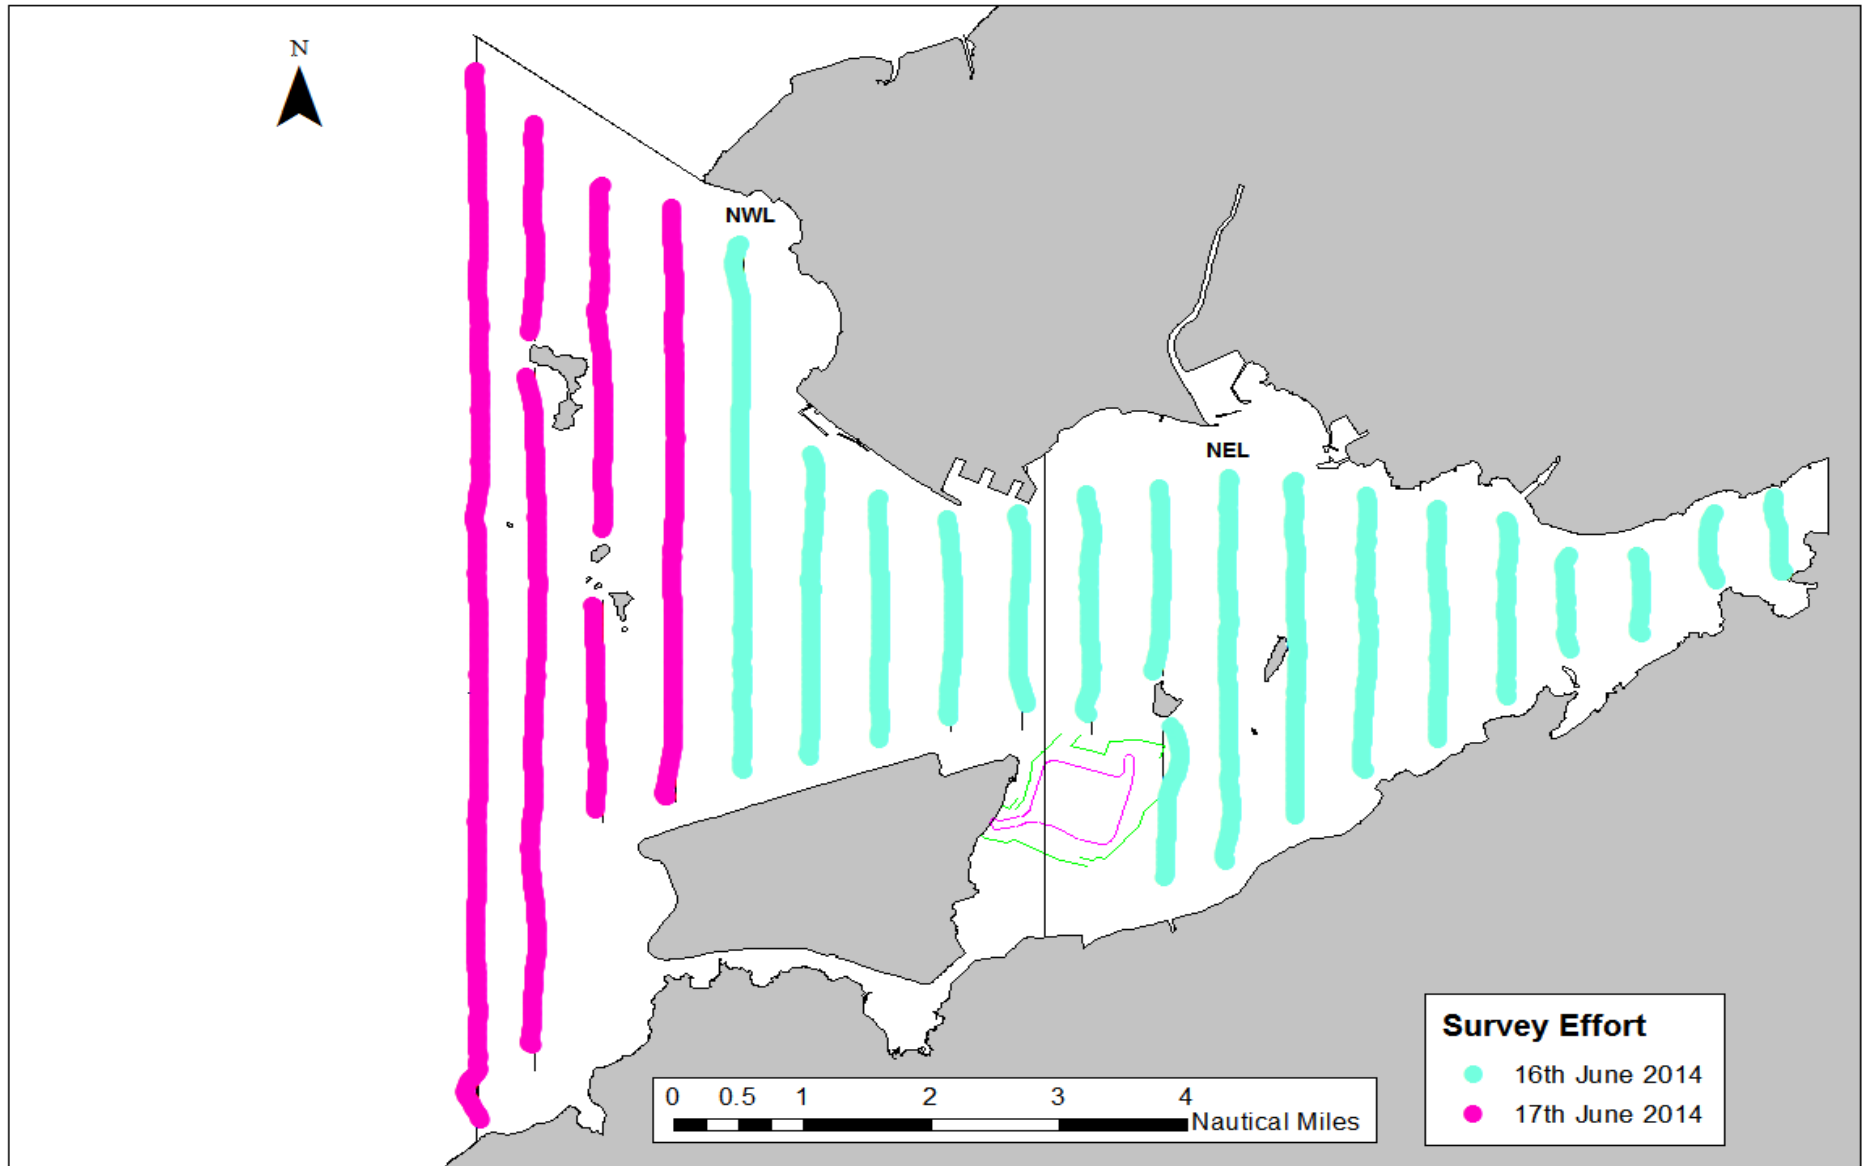 N
NWL
NEL
Survey Effort
16th June 2014
17th June 2014
0 0.5 1 2 3 4
Nautical Miles